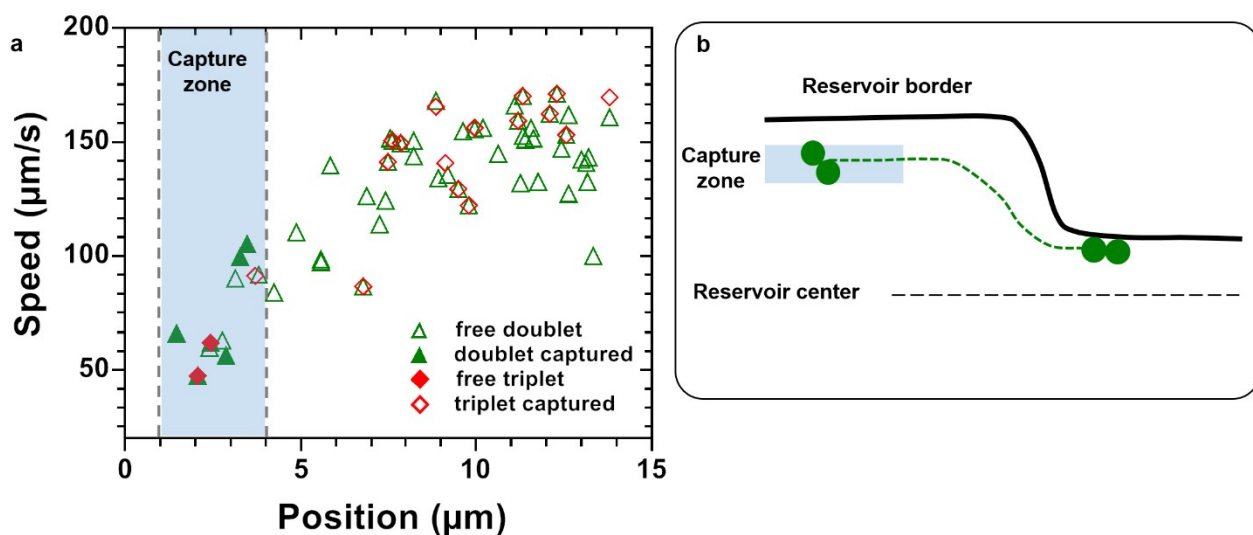 a
200
150
100
50
Speed (µm/s)
Capture
zone
free doublet
doublet captured
free triplet
triplet captured
0
5
10
15
Position (µm)
b
Reservoir border
Capture
zone
Reservoir center